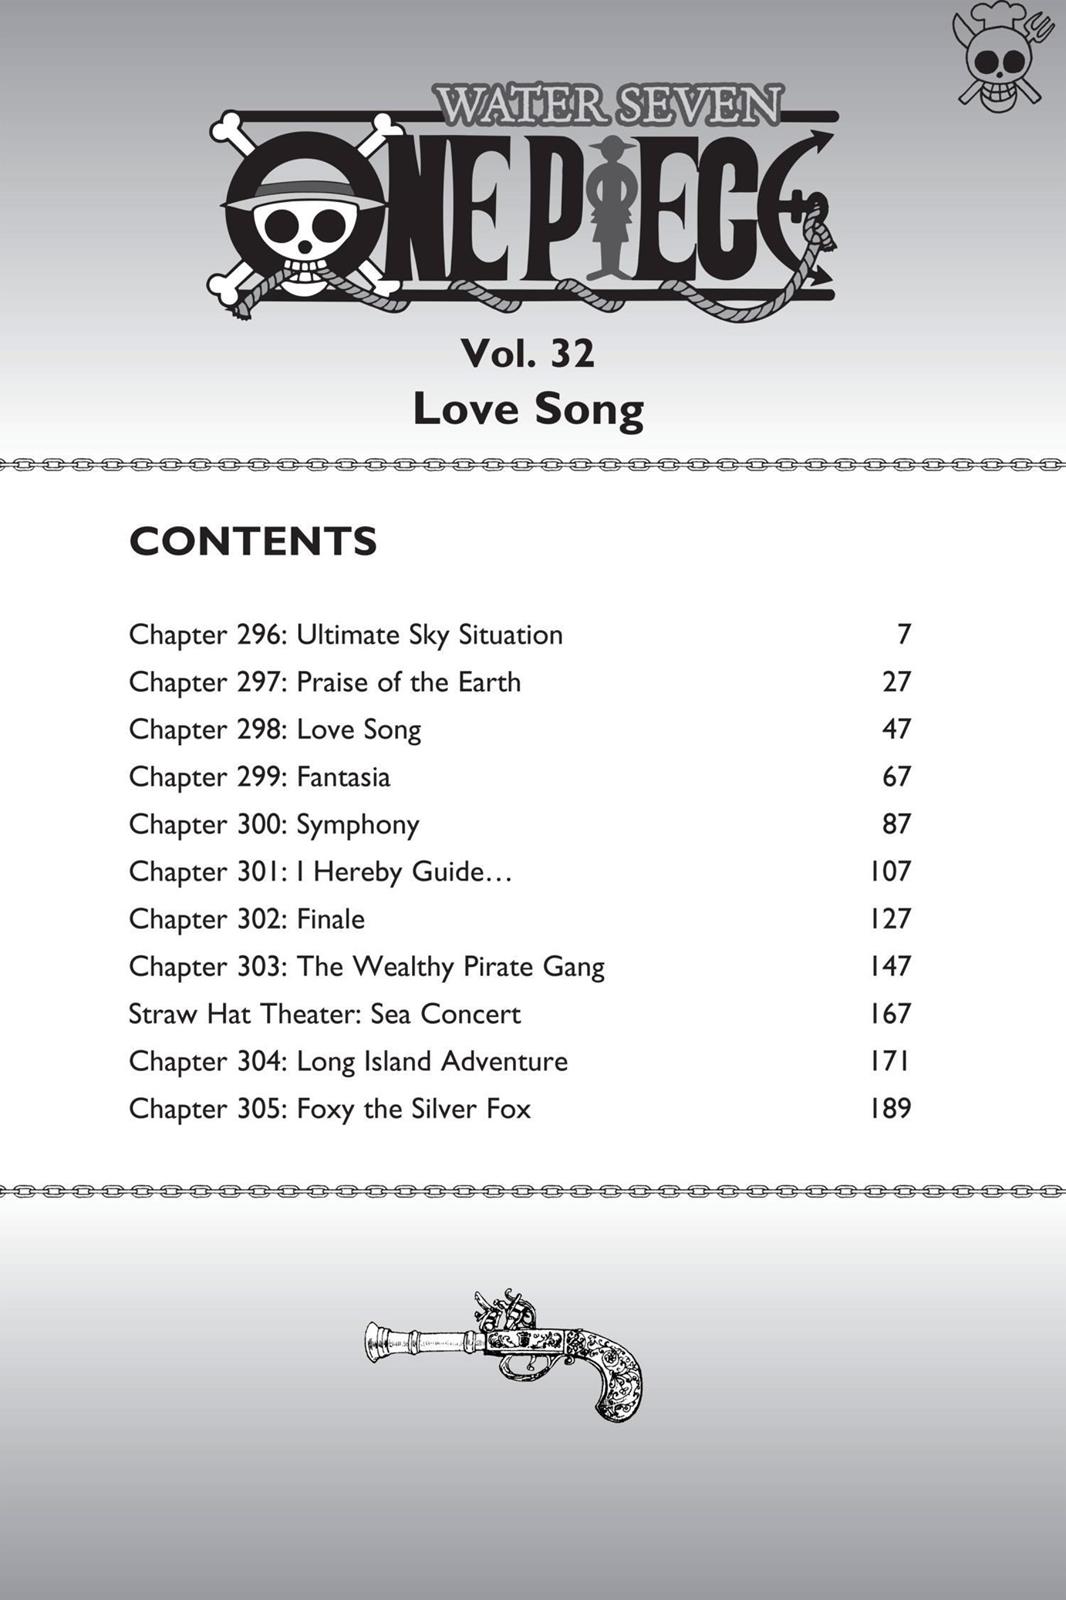 WATER SEVEN
ONE PIECE
Vol. 32
Love Song
CONTENTS
Chapter 296: Ultimate Sky Situation 7
Chapter 297: Praise of the Earth 27
Chapter 298: Love Song 47
Chapter 299: Fantasia 67
Chapter 300: Symphony 87
Chapter 301: I Hereby Guide... 107
Chapter 302: Finale 127
Chapter 303: The Wealthy Pirate Gang 147
Straw Hat Theater: Sea Concert 167
Chapter 304: Long Island Adventure 171
Chapter 305: Foxy the Silver Fox 189